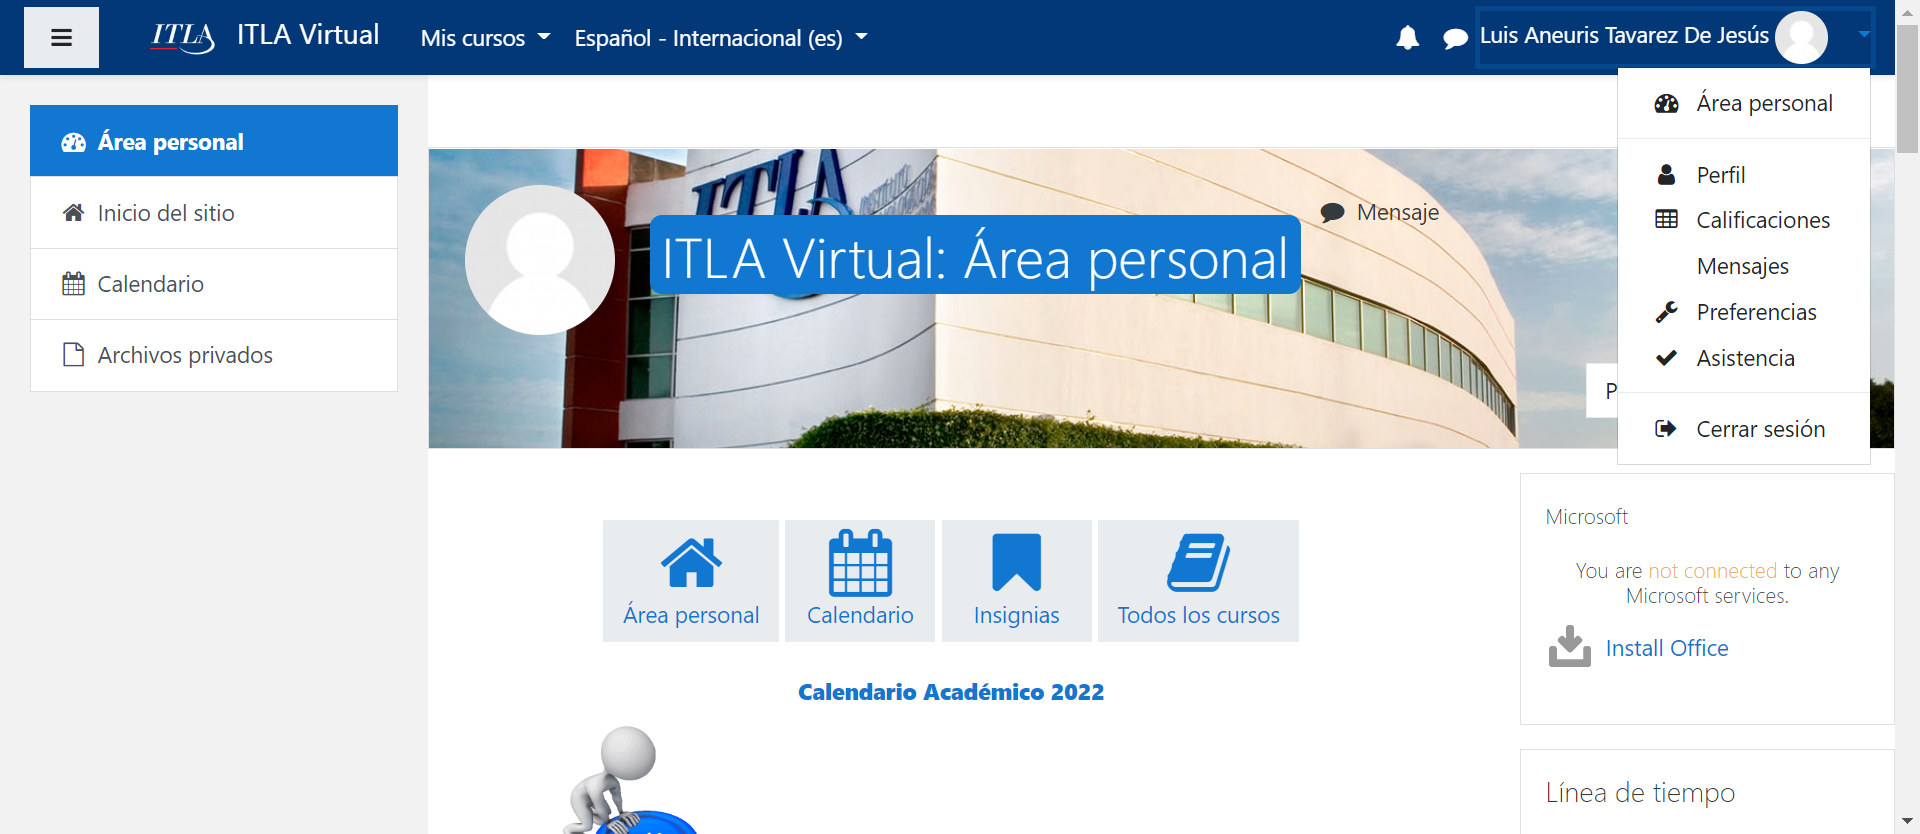 ITLA
ITLA Virtual
Mis cursos
Español - Internacional (es)
Luis Aneuris Tavarez De Jesús
Área personal
Inicio del sitio
Calendario
Archivos privados
ITLA
ITLA Virtual: Área personal
Mensaje
Área personal
Perfil
Calificaciones
Mensajes
Preferencias
Asistencia
Cerrar sesión
P
Área personal
Calendario
Insignias
Todos los cursos
Calendario Académico 2022
Microsoft
You are not connected to any
Microsoft services.
Install Office
Línea de tiempo